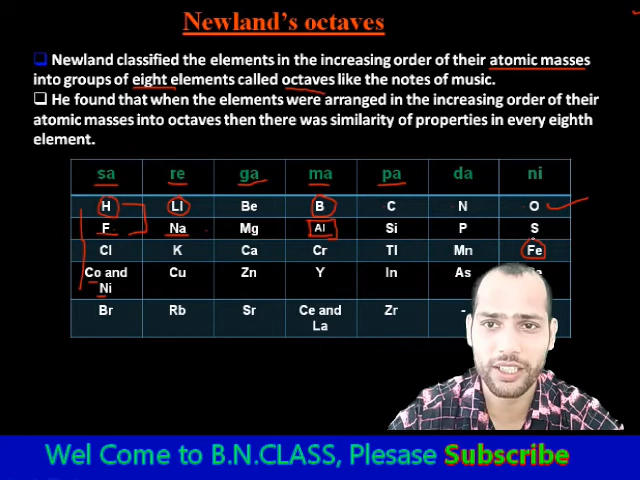 Newland's octaves
Newland classified the elements in the increasing order of their atomic masses
into groups of eight elements called octaves like the notes of music.
He found that when the elements were arranged in the increasing order of their
atomic masses into octaves then there was similarity of properties in every eighth
element.
sa re ga ma pa da ni
H LI Be B C N O
F Na Mg Al Si P S
Cl K Ca Cr TI Mn Fe
Co and Ni Cu Zn Y In As
Br Rb Sr Ce and La Zr -
Wel Come to B.N.CLASS, Plesase Subscribe